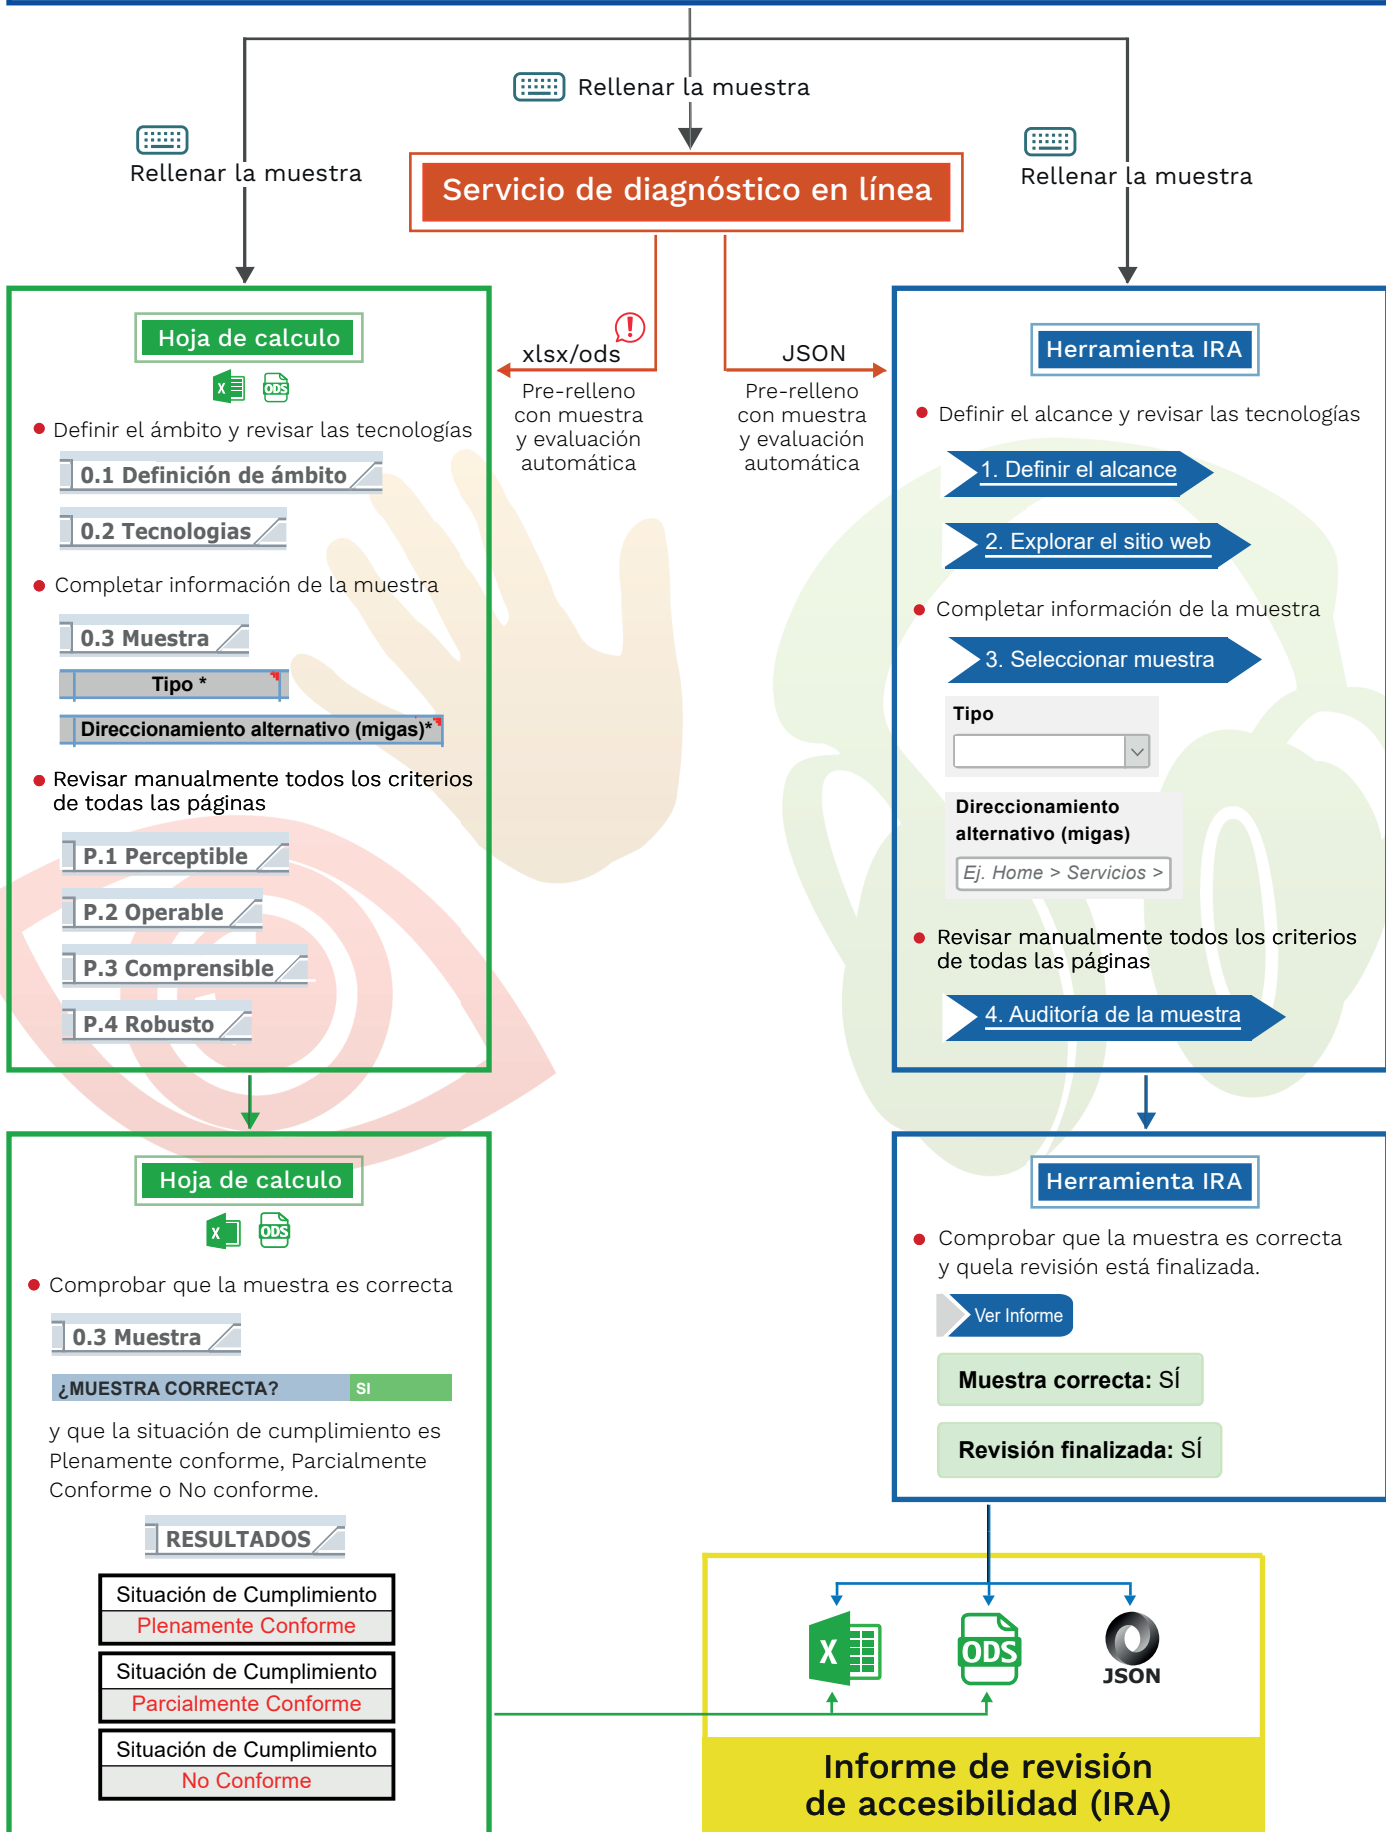 Rellenar la muestra
Rellenar la muestra
Rellenar la muestra
Servicio de diagnóstico en línea
xlsx/ods
!
Pre-relleno
con muestra
y evaluación
automática
JSON
Pre-relleno
con muestra
y evaluación
automática
Hoja de calculo
X
ODS
Definir el ámbito y revisar las tecnologías
0.1 Definición de ámbito
0.2 Tecnologias
Completar información de la muestra
0.3 Muestra
Tipo *
Direccionamiento alternativo (migas)*
Revisar manualmente todos los criterios
de todas las páginas
P.1 Perceptible
P.2 Operable
P.3 Comprensible
P.4 Robusto
Herramienta IRA
Definir el alcance y revisar las tecnologías
1. Definir el alcance
2. Explorar el sitio web
Completar información de la muestra
3. Seleccionar muestra
Tipo
Direccionamiento
alternativo (migas)
Ej. Home > Servicios >
Revisar manualmente todos los criterios
de todas las páginas
4. Auditoría de la muestra
Hoja de calculo
X
ODS
Comprobar que la muestra es correcta
0.3 Muestra
¿MUESTRA CORRECTA? SI
y que la situación de cumplimiento es
Plenamente conforme, Parcialmente
Conforme o No conforme.
RESULTADOS
Situación de Cumplimiento
Plenamente Conforme
Situación de Cumplimiento
Parcialmente Conforme
Situación de Cumplimiento
No Conforme
Herramienta IRA
Comprobar que la muestra es correcta
y quela revisión está finalizada.
Ver Informe
Muestra correcta: SÍ
Revisión finalizada: SÍ
X
ODS
JSON
Informe de revisión
de accesibilidad (IRA)